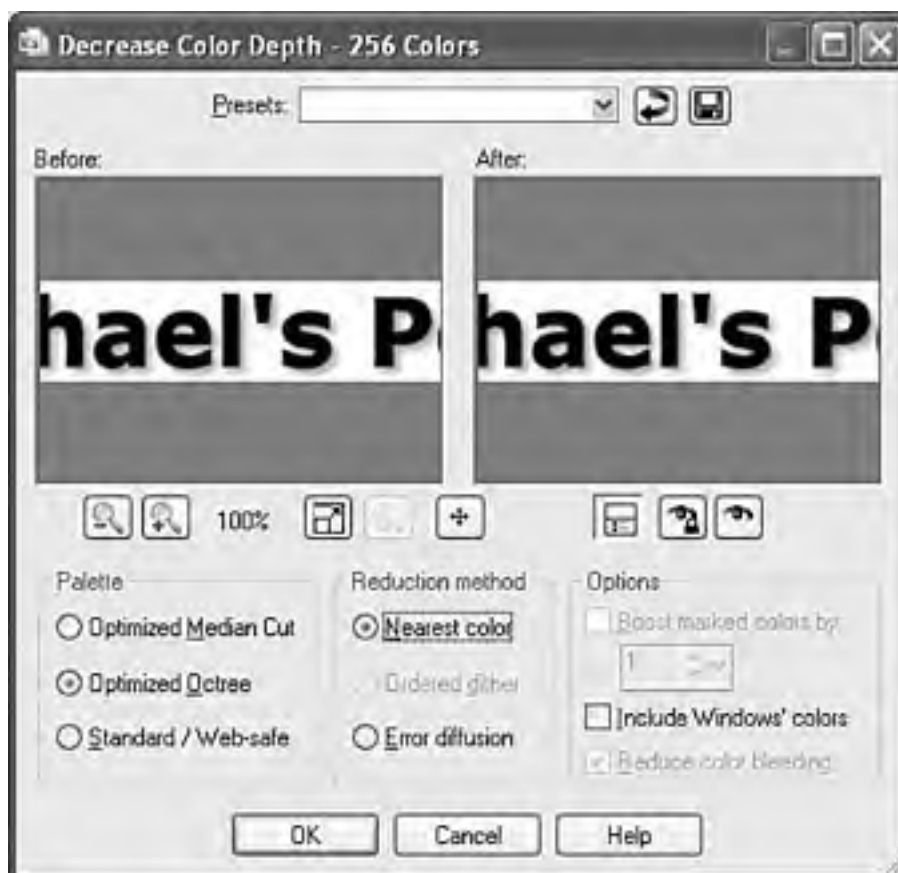 Decrease Color Depth - 256 Colors
Presets:
Before:
After:
hael's P
hael's P
100%
Palette
Reduction method
Options
Optimized Median Cut
Nearest color
Boost marked colors by:
1
Optimized Octree
Ordered dither
Include Windows' colors
Standard / Web-safe
Error diffusion
Reduce color bleeding
OK
Cancel
Help